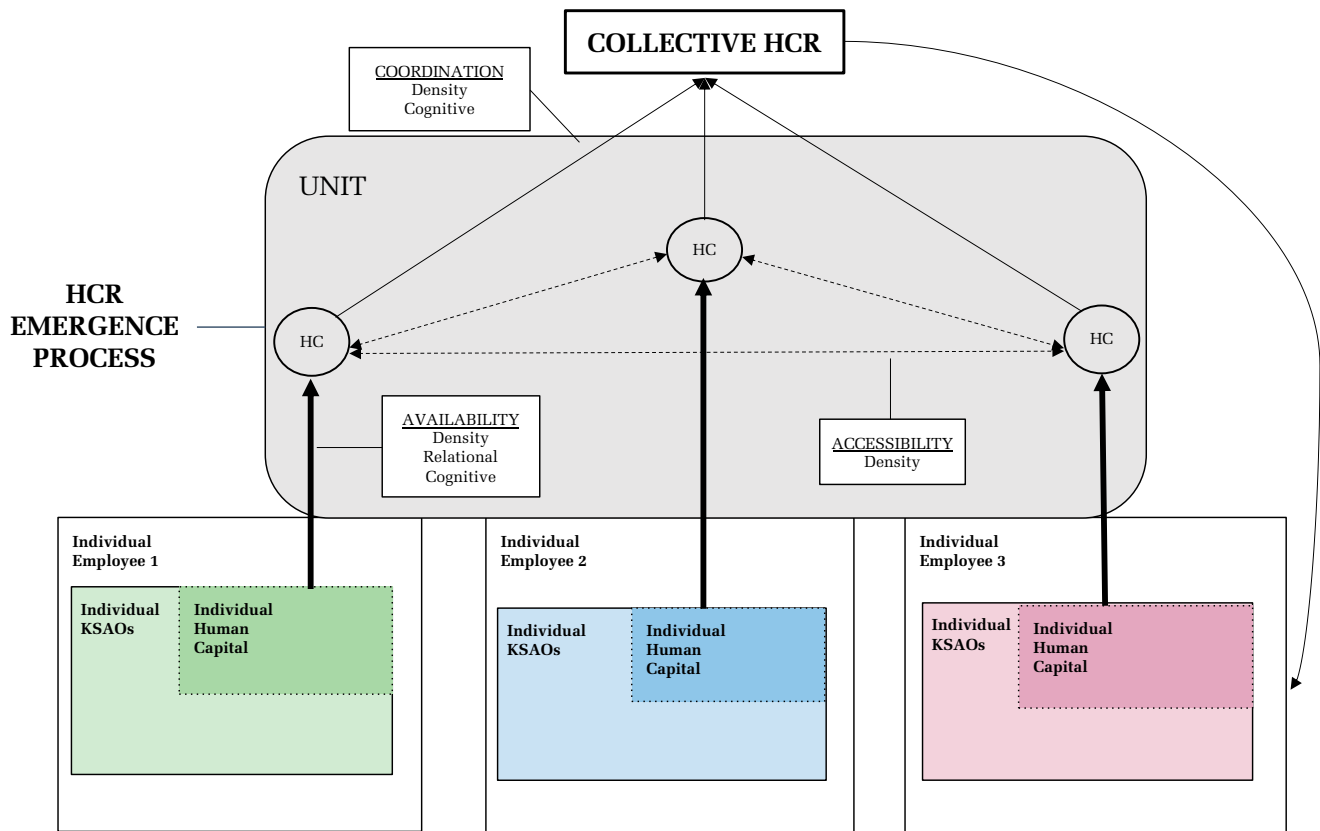 COLLECTIVE HCR
COORDINATION
Density
Cognitive
UNIT
HC
HCR
EMERGENCE
PROCESS
HC
HC
AVAILABILITY
Density
Relational
Cognitive
ACCESSIBILITY
Density
Individual
Employee 1
Individual
KSAOs
Individual
Human
Capital
Individual
Employee 2
Individual
KSAOs
Individual
Human
Capital
Individual
Employee 3
Individual
KSAOs
Individual
Human
Capital